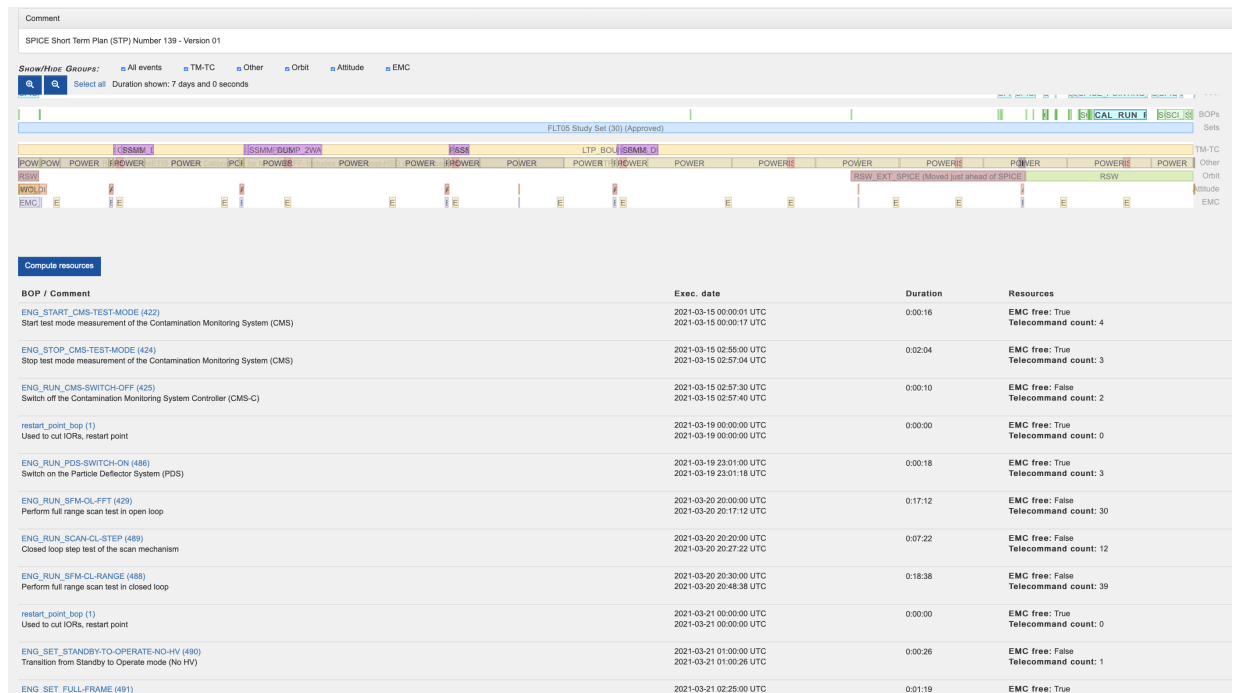 Comment
SPICE Short Term Plan (STP) Number 139 - Version 01
SHOW/HIDE GROUPS: All events TM-TC Other Orbit Attitude EMC
Select all Duration shown: 7 days and 0 seconds
CAL_RUN_F SISCI_S BOPs
FLT05 Study Set (30) (Approved) Sets
TM-TC
POW POW POWER POWER POWER POWER POWER POWER POWER POWER POWER POWER Other
RSW RSW_EXT_SPICE (Moved just ahead of SPICE RSW Orbit
Attitude
EMC E E E E E E E E E E E E EMC
Compute resources
BOP / Comment Exec. date Duration Resources
ENG_START_CMS-TEST-MODE (422) 2021-03-15 00:00:01 UTC 0:00:16 EMC free: True
Start test mode measurement of the Contamination Monitoring System (CMS) 2021-03-15 00:00:17 UTC Telecommand count: 4
ENG_STOP_CMS-TEST-MODE (424) 2021-03-15 02:55:00 UTC 0:02:04 EMC free: True
Stop test mode measurement of the Contamination Monitoring System (CMS) 2021-03-15 02:57:04 UTC Telecommand count: 3
ENG_RUN_CMS-SWITCH-OFF (425) 2021-03-15 02:57:30 UTC 0:00:10 EMC free: False
Switch off the Contamination Monitoring System Controller (CMS-C) 2021-03-15 02:57:40 UTC Telecommand count: 2
restart_point_bop (1) 2021-03-19 00:00:00 UTC 0:00:00 EMC free: True
Used to cut IORs, restart point 2021-03-19 00:00:00 UTC Telecommand count: 0
ENG_RUN_PDS-SWITCH-ON (486) 2021-03-19 23:01:00 UTC 0:00:18 EMC free: True
Switch on the Particle Deflector System (PDS) 2021-03-19 23:01:18 UTC Telecommand count: 3
ENG_RUN_SFM-OL-FFT (429) 2021-03-20 20:00:00 UTC 0:17:12 EMC free: False
Perform full range scan test in open loop 2021-03-20 20:17:12 UTC Telecommand count: 30
ENG_RUN_SCAN-CL-STEP (489) 2021-03-20 20:20:00 UTC 0:07:22 EMC free: False
Closed loop step test of the scan mechanism 2021-03-20 20:27:22 UTC Telecommand count: 12
ENG_RUN_SFM-CL-RANGE (488) 2021-03-20 20:30:00 UTC 0:18:38 EMC free: False
Perform full range scan test in closed loop 2021-03-20 20:48:38 UTC Telecommand count: 39
restart_point_bop (1) 2021-03-21 00:00:00 UTC 0:00:00 EMC free: True
Used to cut IORs, restart point 2021-03-21 00:00:00 UTC Telecommand count: 0
ENG_SET_STANDBY-TO-OPERATE-NO-HV (490) 2021-03-21 01:00:00 UTC 0:00:26 EMC free: False
Transition from Standby to Operate mode (No HV) 2021-03-21 01:00:26 UTC Telecommand count: 1
ENG_SET_FULL-FRAME (491) 2021-03-21 02:25:00 UTC 0:01:19 EMC free: True